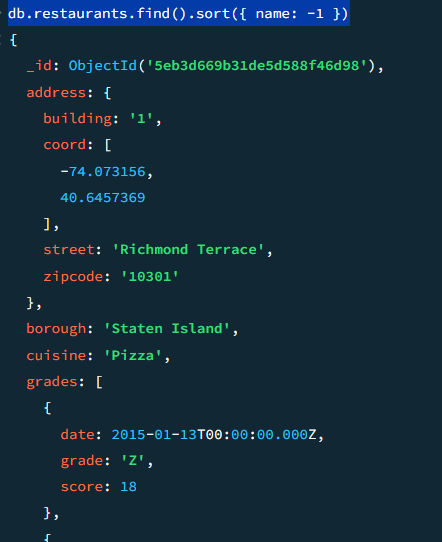 db.restaurants.find().sort({ name: -1 })
{
  _id: ObjectId('5eb3d669b31de5d588f46d98'),
  address: {
    building: '1',
    coord: [
      -74.073156,
      40.6457369
    ],
    street: 'Richmond Terrace',
    zipcode: '10301'
  },
  borough: 'Staten Island',
  cuisine: 'Pizza',
  grades: [
    {
      date: 2015-01-13T00:00:00.000Z,
      grade: 'Z',
      score: 18
    },
    {